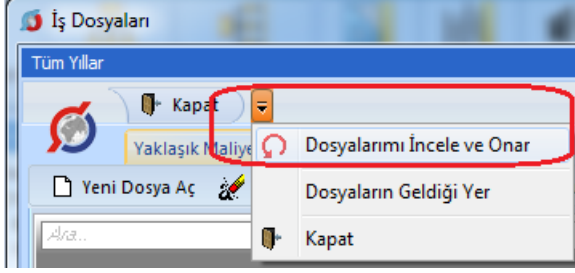 İş Dosyaları
Tüm Yıllar
Kapat
Dosyalarımı İncele ve Onar
Yaklaşık Maliye
Yeni Dosya Aç
Dosyaların Geldiği Yer
Ara...
Kapat